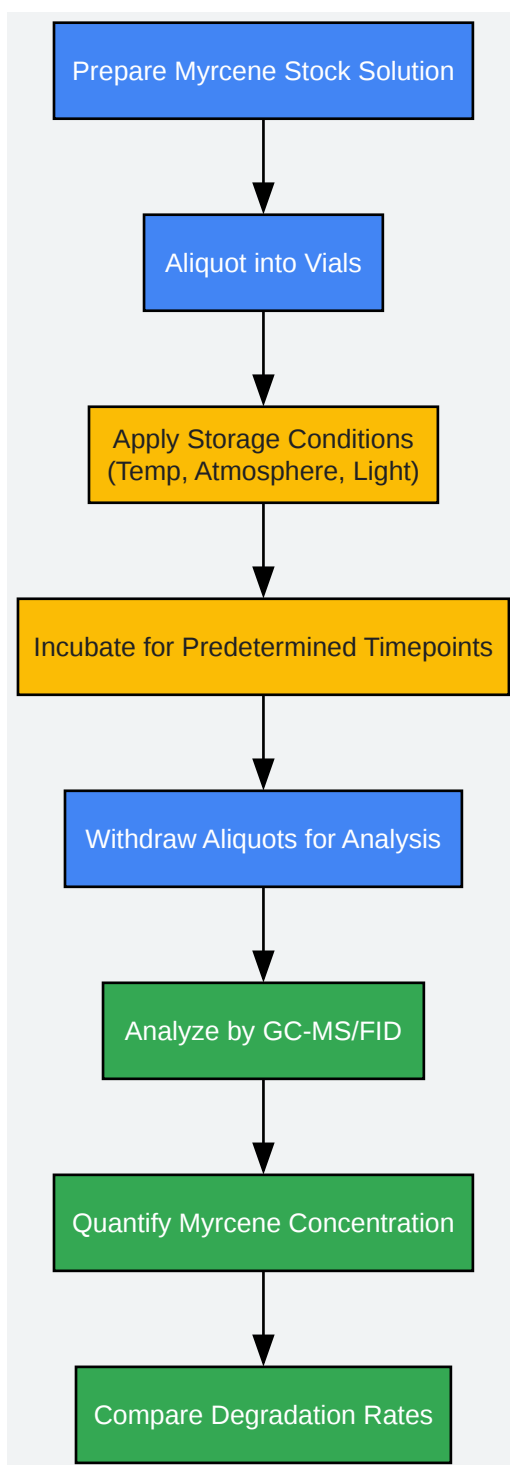 Prepare Myrcene Stock Solution
Aliquot into Vials
Apply Storage Conditions
(Temp, Atmosphere, Light)
Incubate for Predetermined Timepoints
Withdraw Aliquots for Analysis
Analyze by GC-MS/FID
Quantify Myrcene Concentration
Compare Degradation Rates